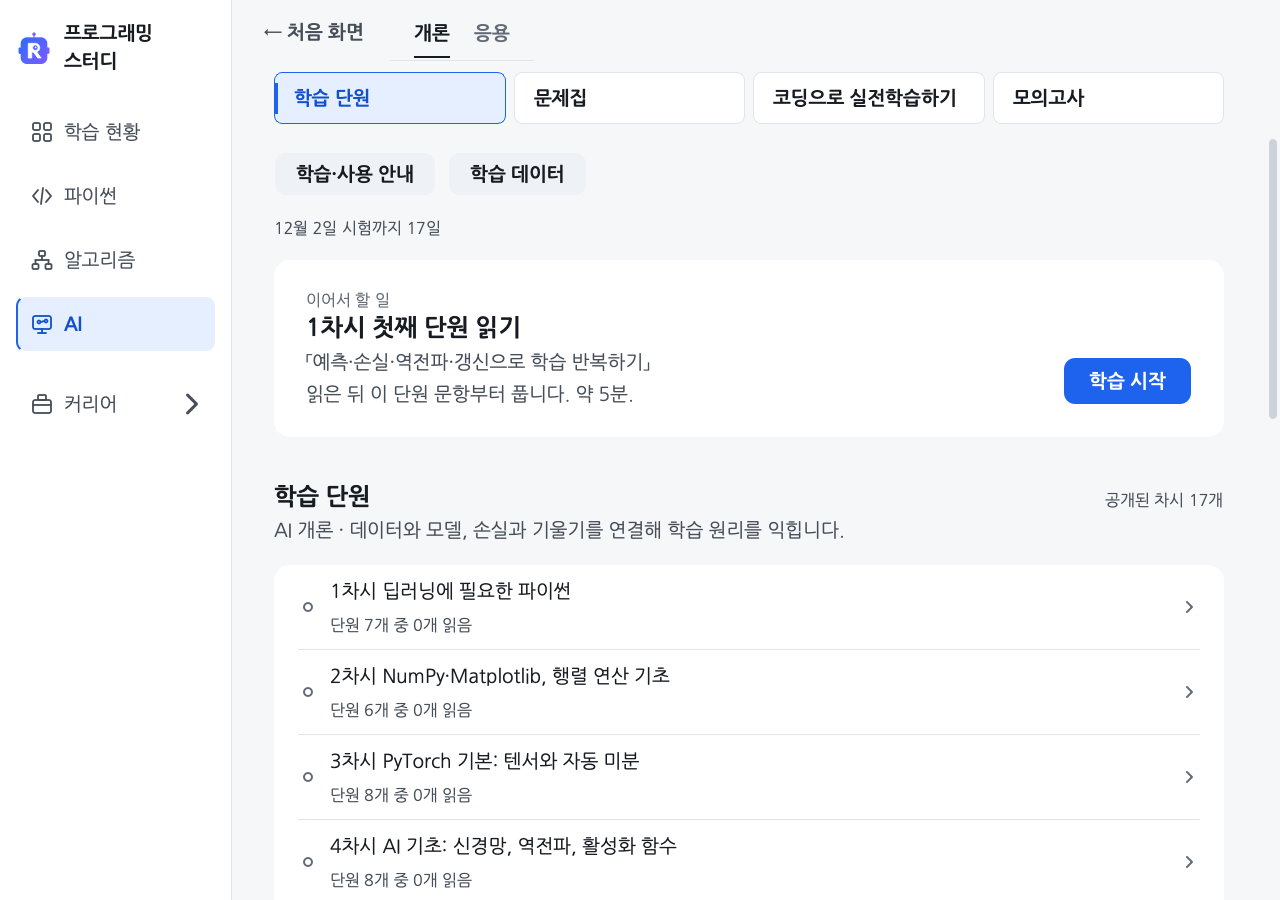 프로그래밍
스터디
학습 현황
파이썬
알고리즘
AI
커리어
← 처음 화면
개론
응용
학습 단원
문제집
코딩으로 실전학습하기
모의고사
학습·사용 안내
학습 데이터
12월 2일 시험까지 17일
이어서 할 일
1차시 첫째 단원 읽기
「예측·손실·역전파·갱신으로 학습 반복하기」
읽은 뒤 이 단원 문항부터 풉니다. 약 5분.
학습 시작
학습 단원
공개된 차시 17개
AI 개론 · 데이터와 모델, 손실과 기울기를 연결해 학습 원리를 익힙니다.
1차시 딥러닝에 필요한 파이썬
단원 7개 중 0개 읽음
2차시 NumPy·Matplotlib, 행렬 연산 기초
단원 6개 중 0개 읽음
3차시 PyTorch 기본: 텐서와 자동 미분
단원 8개 중 0개 읽음
4차시 AI 기초: 신경망, 역전파, 활성화 함수
단원 8개 중 0개 읽음